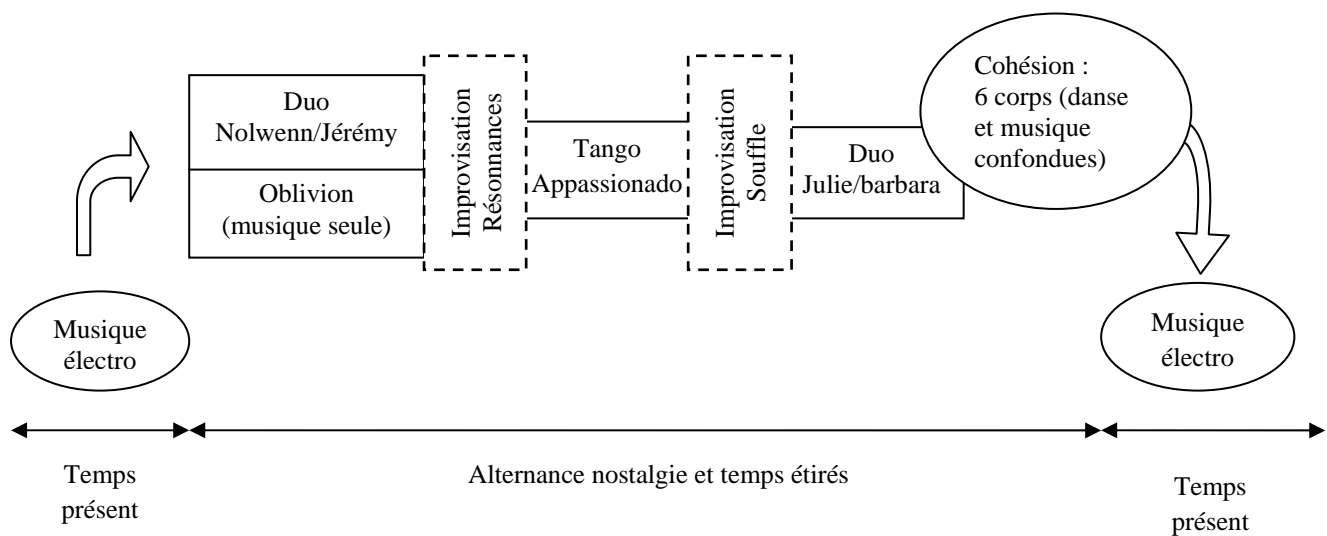 Musique
électro
Duo
Nolwenn/Jérémy
Oblivion
(musique seule)
Improvisation
Résonnances
Tango
Appassionado
Improvisation
Souffle
Duo
Julie/barbara
Cohésion :
6 corps (danse
et musique
confondues)
Musique
électro
Temps
présent
Alternance nostalgie et temps étirés
Temps
présent